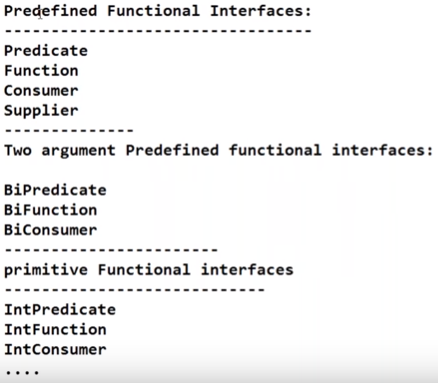 Predefined Functional Interfaces:
---------------------------------
Predicate
Function
Consumer
Supplier
--------------
Two argument Predefined functional interfaces:
BiPredicate
BiFunction
BiConsumer
-----------------------
primitive Functional interfaces
----------------------------
IntPredicate
IntFunction
IntConsumer
....